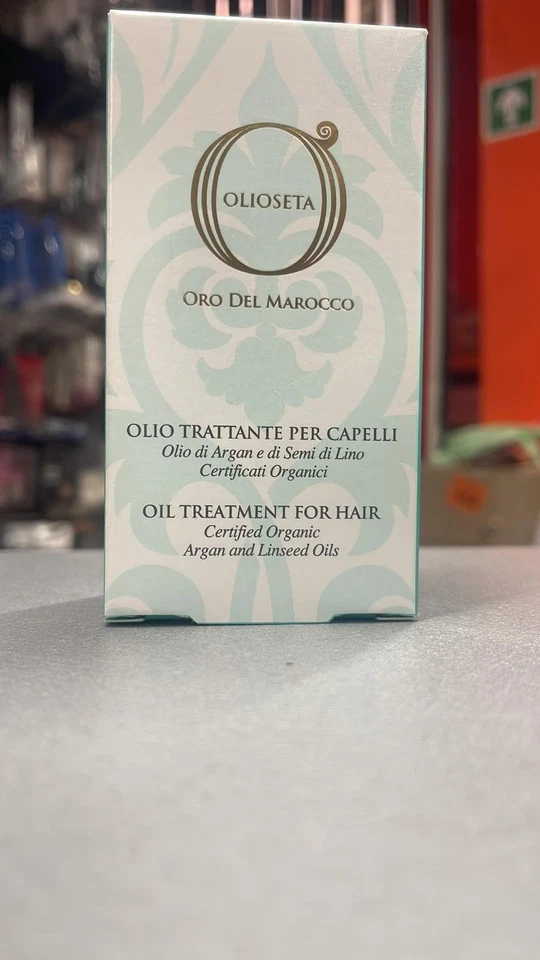 OLIOSETA
ORO DEL MAROCCO
OLIO TRATTANTE PER CAPELLI
Olio di Argan e di Semi di Lino
Certificati Organici
OIL TREATMENT FOR HAIR
Certified Organic
Argan and Linseed Oils